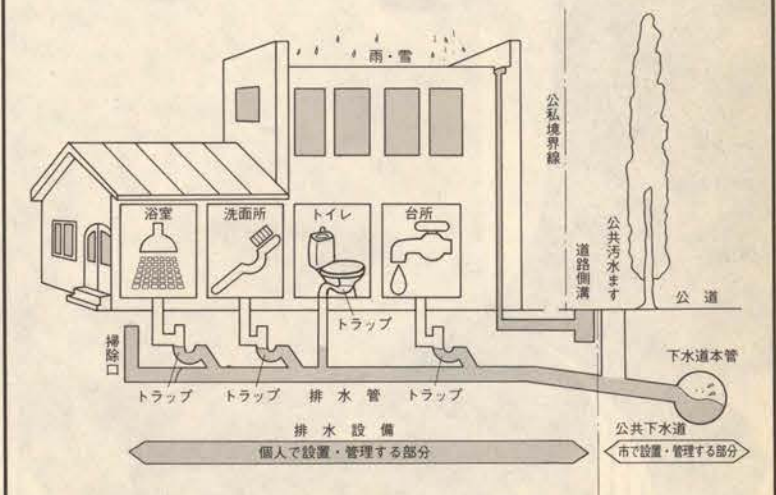 雨・雪
公私境界線
浴室
洗面所
トイレ
台所
道路側溝
公共汚水ます
公道
トラップ
掃除口
下水道本管
トラップ
トラップ
排水管
トラップ
排水設備
公共下水道
個人で設置・管理する部分
市で設置・管理する部分